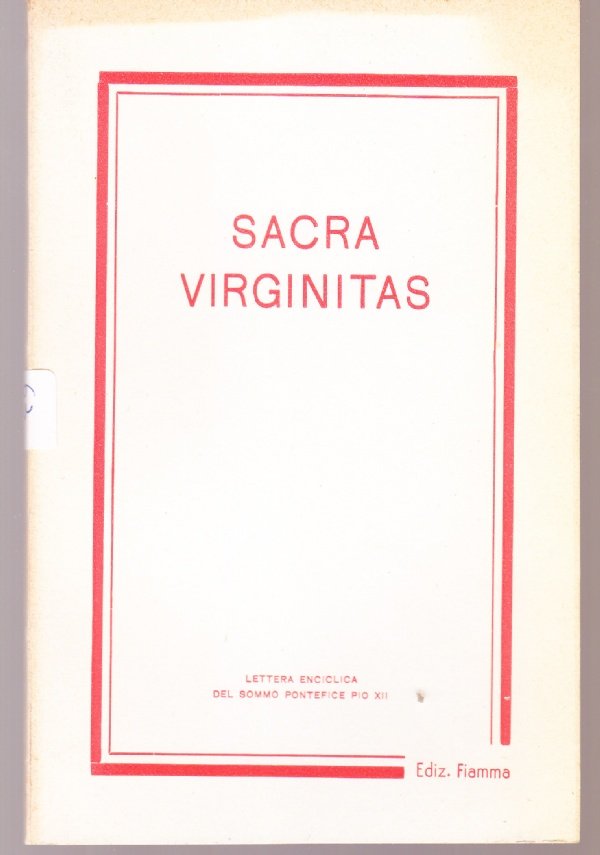 SACRA
VIRGINITAS
LETTERA ENCICLICA
DEL SOMMO PONTEFICE PIO XII
Ediz. Fiamma